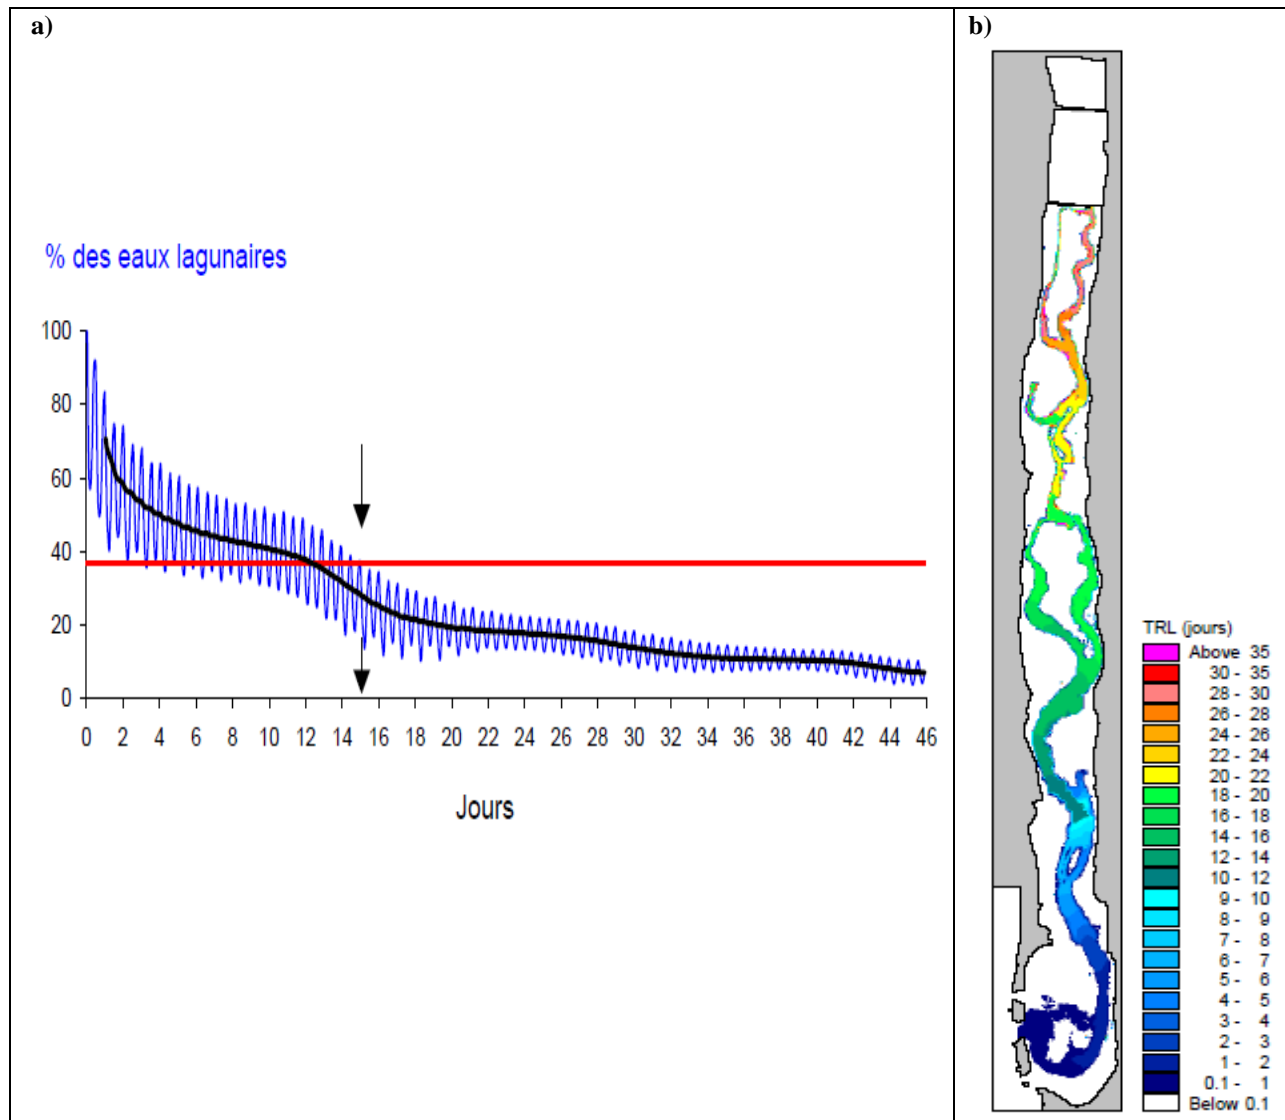 a)
% des eaux lagunaires
100
80
60
40
20
0
0 2 4 6 8 10 12 14 16 18 20 22 24 26 28 30 32 34 36 38 40 42 44 46
Jours
b)
TRL (jours)
Above 35
30 - 35
28 - 30
26 - 28
24 - 26
22 - 24
20 - 22
18 - 20
16 - 18
14 - 16
12 - 14
10 - 12
9 - 10
8 - 9
7 - 8
6 - 7
5 - 6
4 - 5
3 - 4
2 - 3
1 - 2
0.1 - 1
Below 0.1